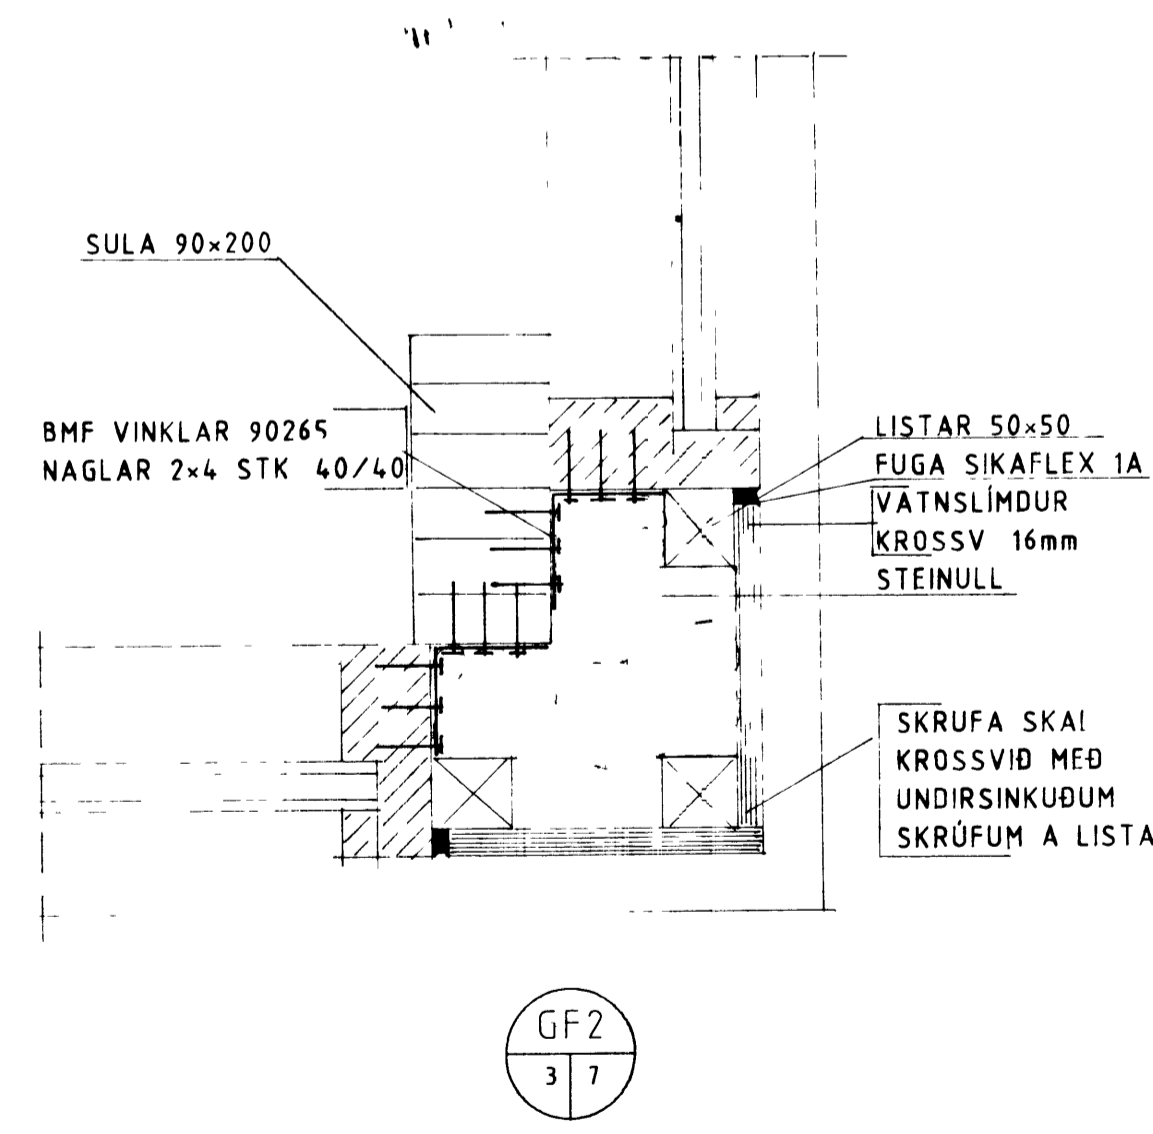 SULA 90×200
BMF VINKLAR 90265
NAGLAR 2×4 STK 40/40
LISTAR 50×50
FUGA SIKAFLEX 1A
VATNSLÍMDUR
KROSSV 16mm
STEINULL
SKRUFA SKAL
KROSSVIÐ MEÐ
UNDIRSINKUÐUM
SKRÚFUM A LISTA
GF2
3 7